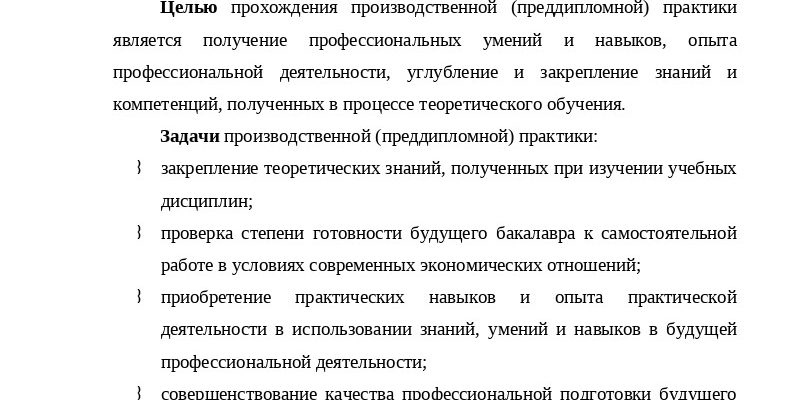 Целью прохождения производственной (преддипломной) практики
является получение профессиональных умений и навыков, опыта
профессиональной деятельности, углубление и закрепление знаний и
компетенций, полученных в процессе теоретического обучения.
Задачи производственной (преддипломной) практики:
⌇ закрепление теоретических знаний, полученных при изучении учебных
дисциплин;
⌇ проверка степени готовности будущего бакалавра к самостоятельной
работе в условиях современных экономических отношений;
⌇ приобретение практических навыков и опыта практической
деятельности в использовании знаний, умений и навыков в будущей
профессиональной деятельности;
⌇ совершенствование качества профессиональной подготовки будущего